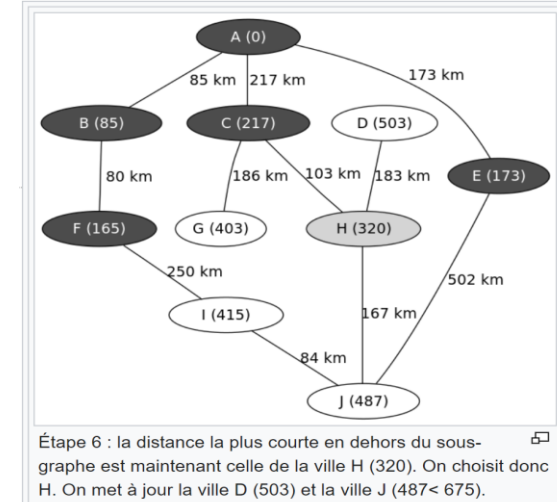 A (0)
85 km
217 km
173 km
B (85)
C (217)
D (503)
80 km
186 km
103 km
183 km
E (173)
F (165)
G (403)
H (320)
250 km
502 km
I (415)
167 km
84 km
J (487)
Étape 6 : la distance la plus courte en dehors du sous-
graphe est maintenant celle de la ville H (320). On choisit donc
H. On met à jour la ville D (503) et la ville J (487< 675).